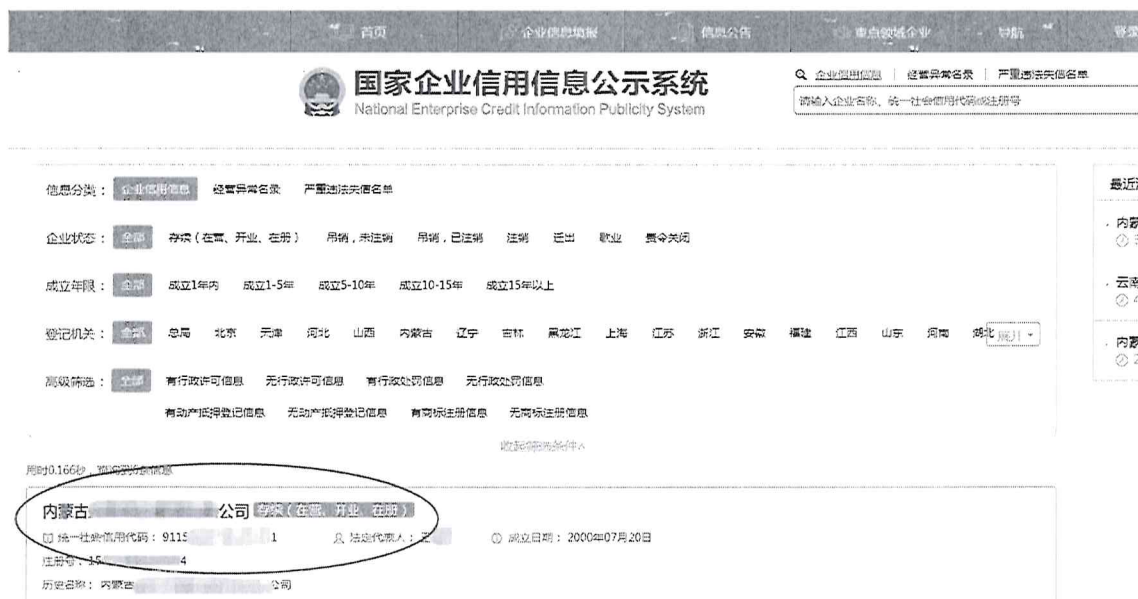 首页 企业信息填报 信息公告 重点领域企业 导航 登录
国家企业信用信息公示系统
National Enterprise Credit Information Publicity System
企业信用信息 经营异常名录 严重违法失信名单
请输入企业名称、统一社会信用代码或注册号
信息分类： 企业信用信息 经营异常名录 严重违法失信名单
最近
企业状态： 全部 存续（在营、开业、在册） 吊销，未注销 吊销，已注销 注销 迁出 歇业 责令关闭
内蒙
成立年限： 全部 成立1年内 成立1-5年 成立5-10年 成立10-15年 成立15年以上
云南
登记机关： 全部 总局 北京 天津 河北 山西 内蒙古 辽宁 吉林 黑龙江 上海 江苏 浙江 安徽 福建 江西 山东 河南 湖北 展开
内蒙
高级筛选： 全部 有行政许可信息 无行政许可信息 有行政处罚信息 无行政处罚信息
有动产抵押登记信息 无动产抵押登记信息 有商标注册信息 无商标注册信息
收起筛选条件
用时0.166秒，
内蒙古 公司 存续（在营、开业、在册）
统一社会信用代码：9115 1 法定代表人： 成立日期：2000年07月20日
注册号：15 4
历史名称：内蒙古 公司